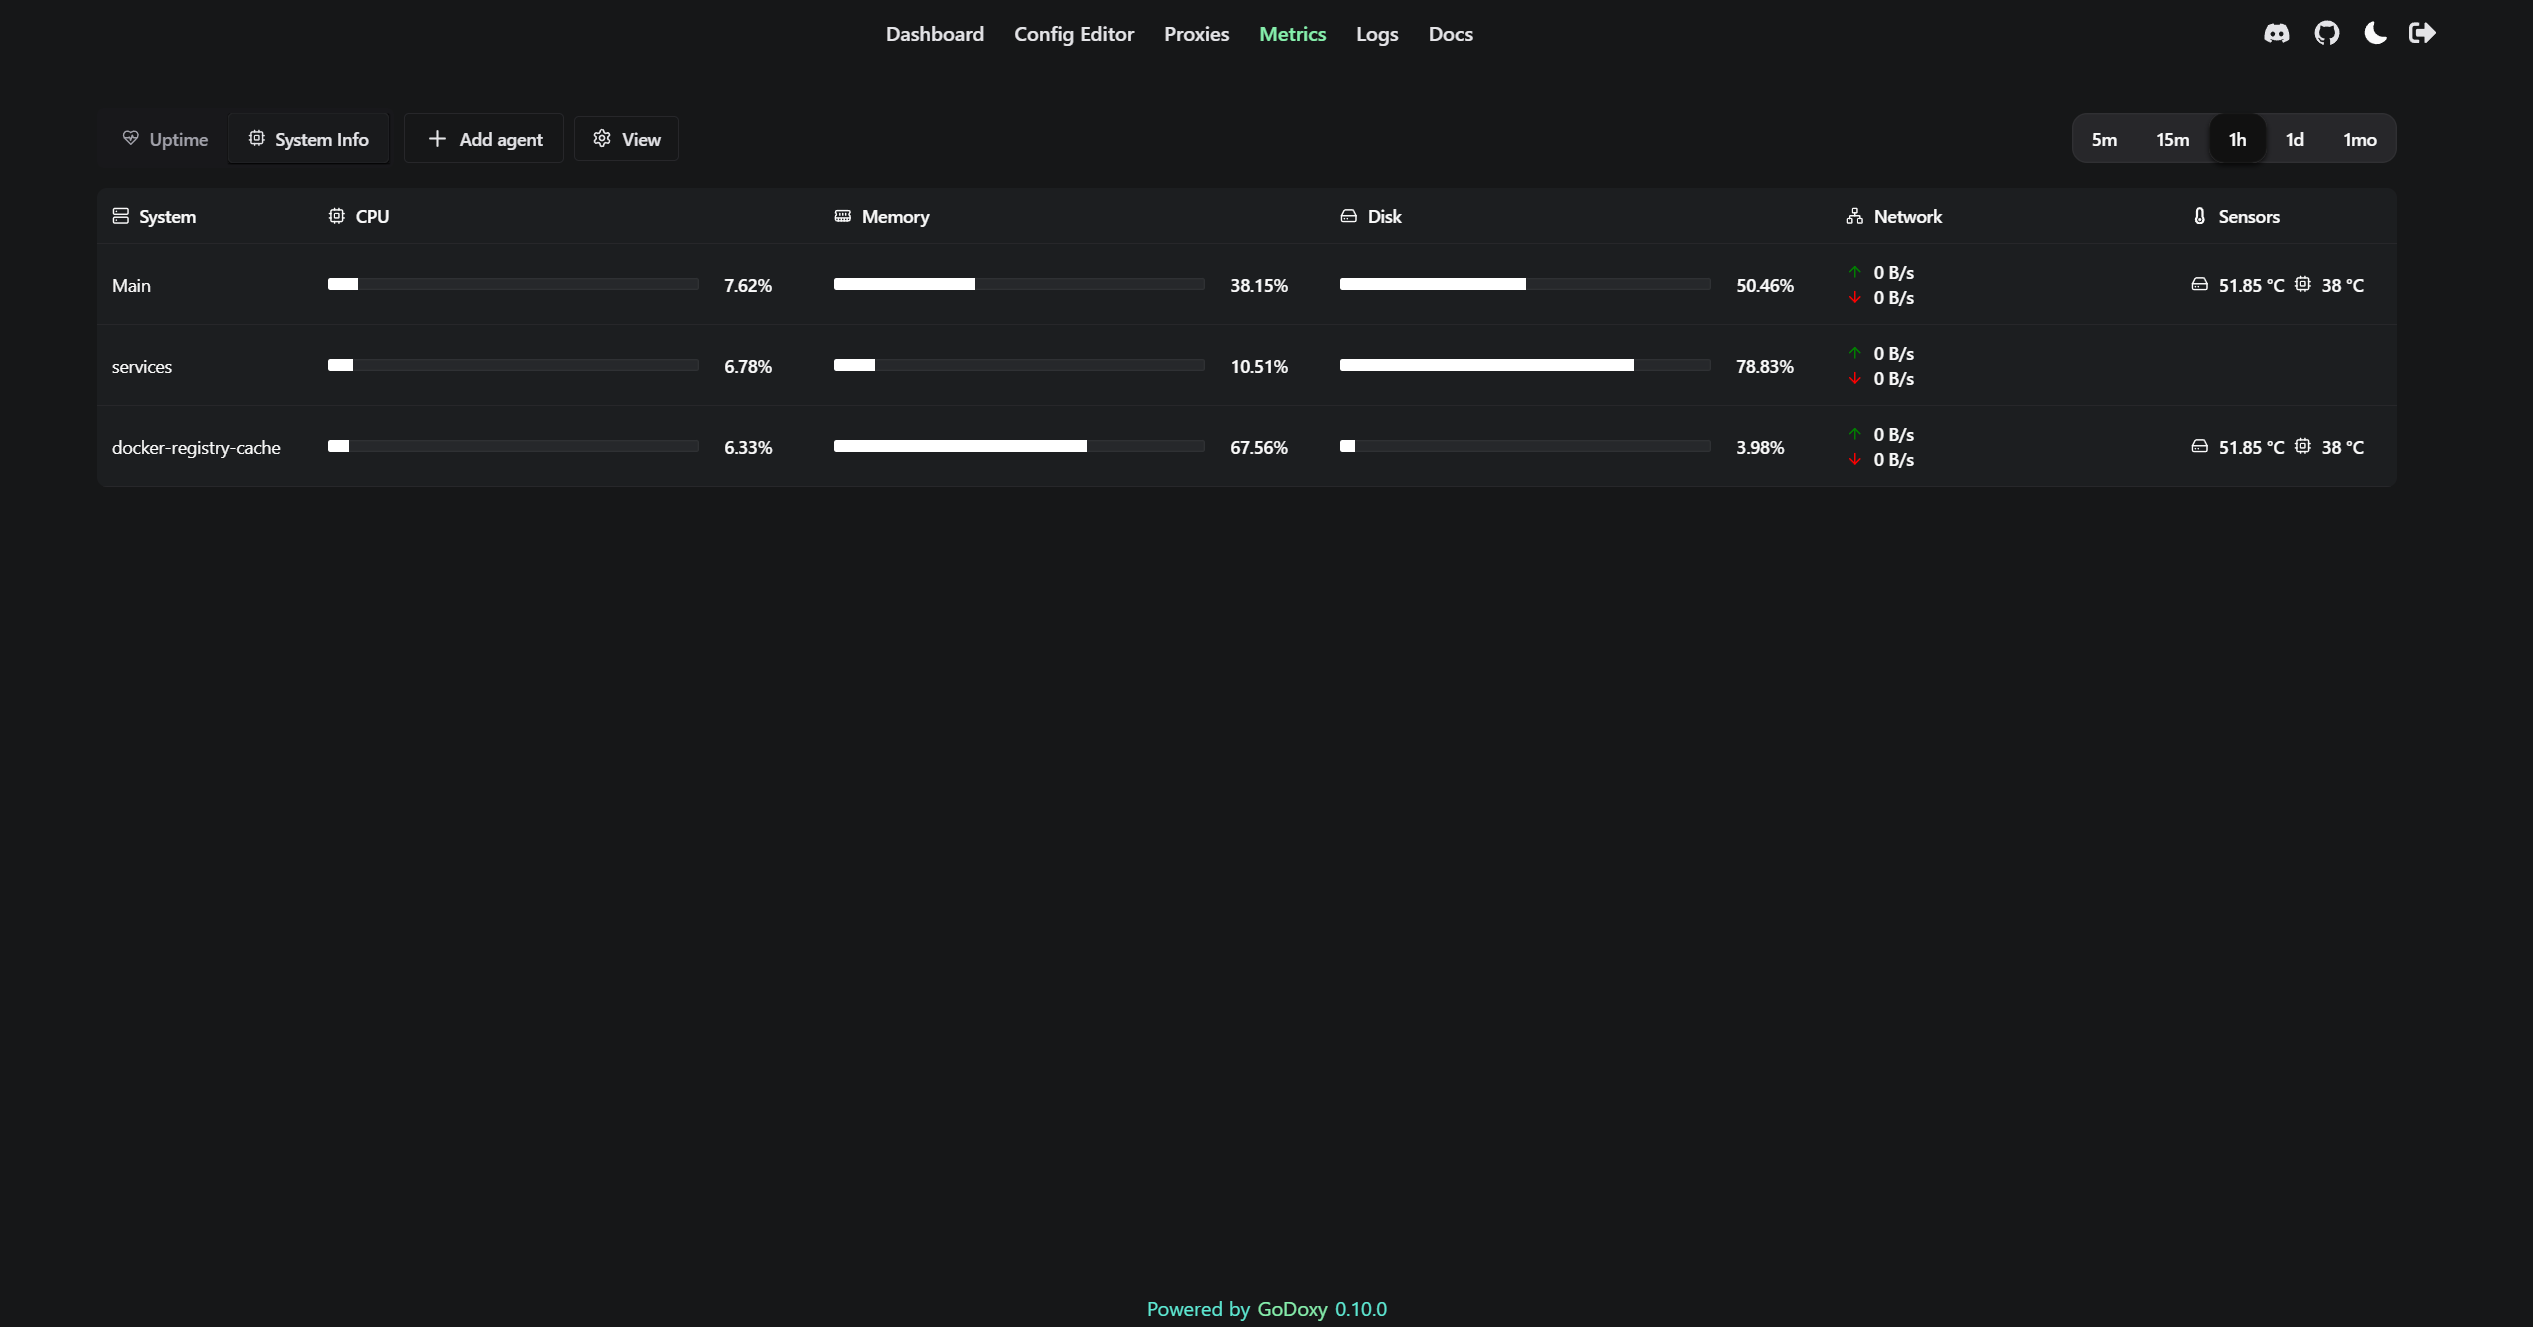 Dashboard Config Editor Proxies Metrics Logs Docs
Uptime System Info Add agent View 5m 15m 1h 1d 1mo
System CPU Memory Disk Network Sensors
Main 7.62% 38.15% 50.46% 0 B/s 51.85 °C 38 °C
0 B/s
services 6.78% 10.51% 78.83% 0 B/s
0 B/s
docker-registry-cache 6.33% 67.56% 3.98% 0 B/s 51.85 °C 38 °C
0 B/s
Powered by GoDoxy 0.10.0